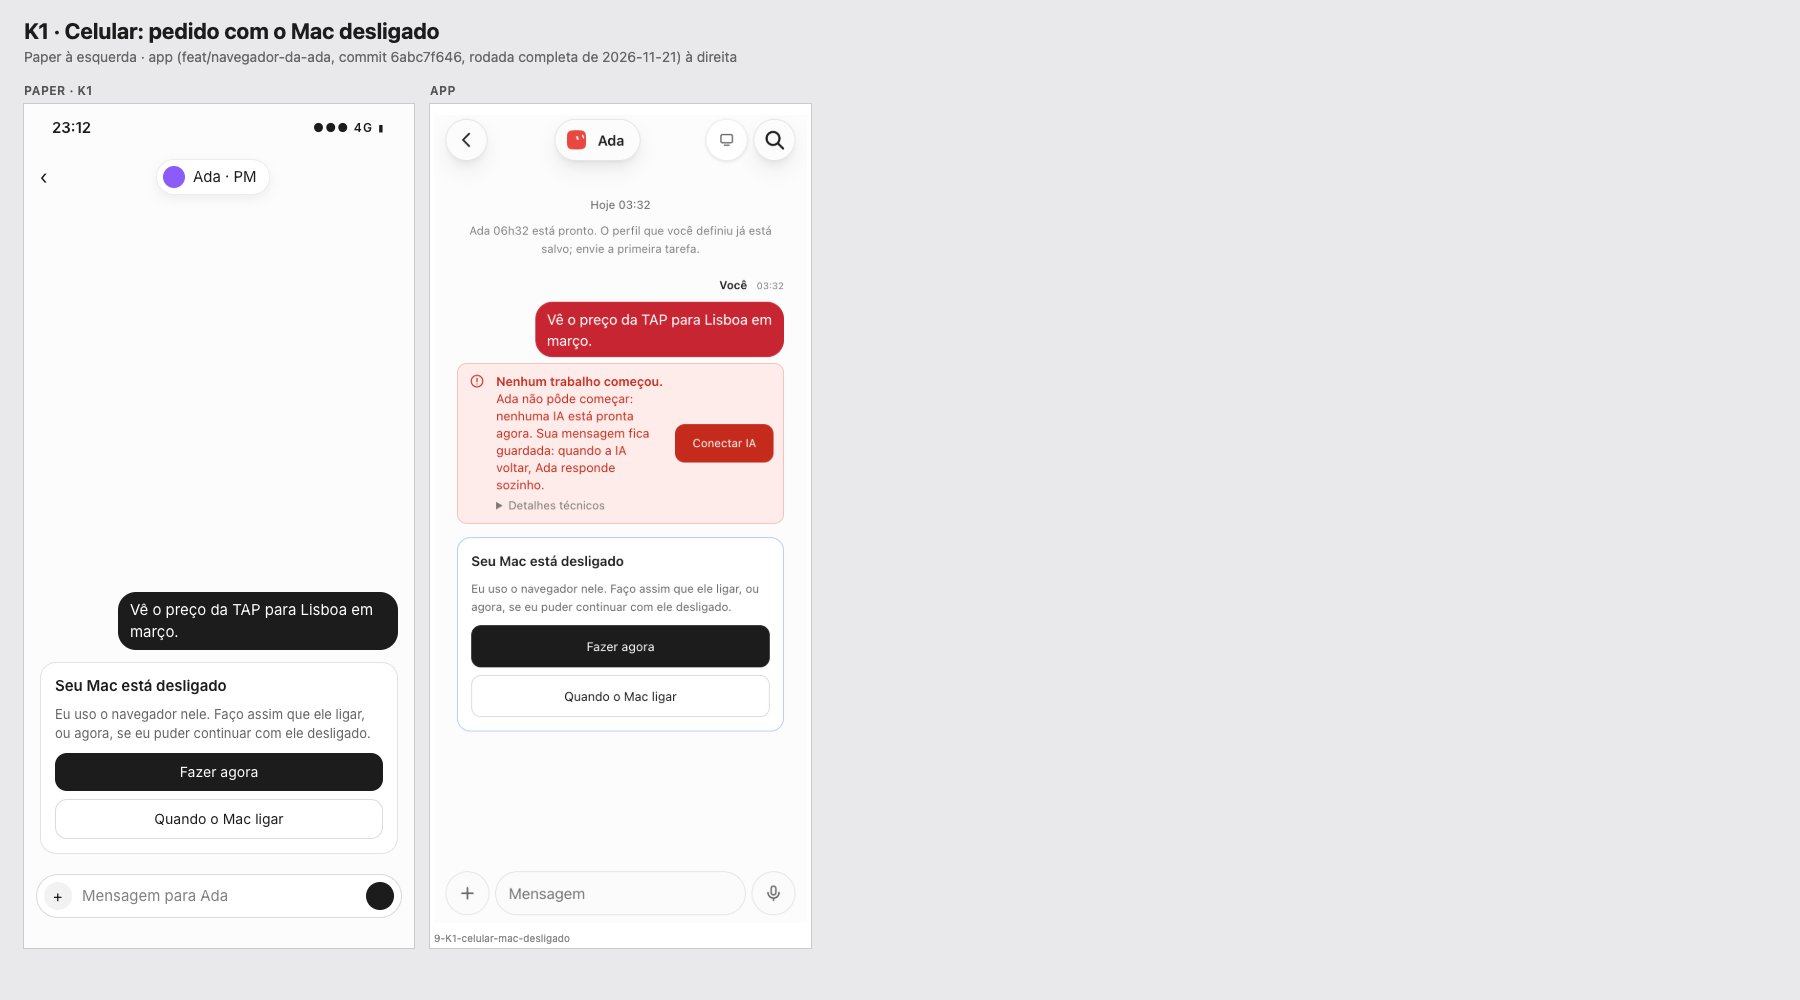 K1 · Celular: pedido com o Mac desligado
Paper à esquerda · app (feat/navegador-da-ada, commit 6abc7f646, rodada completa de 2026-11-21) à direita
PAPER · K1
23:12
4G
Ada · PM
Vê o preço da TAP para Lisboa em
março.
Seu Mac está desligado
Eu uso o navegador nele. Faço assim que ele ligar,
ou agora, se eu puder continuar com ele desligado.
Fazer agora
Quando o Mac ligar
Mensagem para Ada
APP
Ada
Hoje 03:32
Ada 06h32 está pronto. O perfil que você definiu já está
salvo; envie a primeira tarefa.
Você 03:32
Vê o preço da TAP para Lisboa em
março.
Nenhum trabalho começou.
Ada não pôde começar:
nenhuma IA está pronta
agora. Sua mensagem fica
guardada: quando a IA
voltar, Ada responde
sozinho.
Conectar IA
Detalhes técnicos
Seu Mac está desligado
Eu uso o navegador nele. Faço assim que ele ligar, ou
agora, se eu puder continuar com ele desligado.
Fazer agora
Quando o Mac ligar
Mensagem
9-K1-celular-mac-desligado